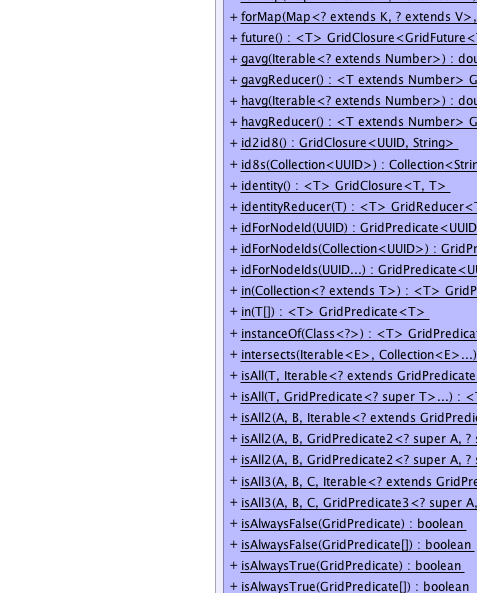 + forMap(Map<? extends K, ? extends V>,
+ future() : <T> GridClosure<GridFuture<
+ gavg(Iterable<? extends Number>) : dou
+ gavgReducer() : <T extends Number> G
+ havg(Iterable<? extends Number>) : dou
+ havgReducer() : <T extends Number> G
+ id2id8() : GridClosure<UUID, String>
+ id8s(Collection<UUID>) : Collection<Strin
+ identity() : <T> GridClosure<T, T>
+ identityReducer(T) : <T> GridReducer<T
+ idForNodeId(UUID) : GridPredicate<UUID
+ idForNodeIds(Collection<UUID>) : GridPr
+ idForNodeIds(UUID...) : GridPredicate<UU
+ in(Collection<? extends T>) : <T> GridP
+ in(T[]) : <T> GridPredicate<T>
+ instanceOf(Class<?>) : <T> GridPredica
+ intersects(Iterable<E>, Collection<E>...)
+ isAll(T, Iterable<? extends GridPredicate
+ isAll(T, GridPredicate<? super T>...) : <T
+ isAll2(A, B, Iterable<? extends GridPredi
+ isAll2(A, B, GridPredicate2<? super A, ? s
+ isAll2(A, B, GridPredicate2<? super A, ? s
+ isAll3(A, B, C, Iterable<? extends GridPre
+ isAll3(A, B, C, GridPredicate3<? super A,
+ isAlwaysFalse(GridPredicate) : boolean
+ isAlwaysFalse(GridPredicate[]) : boolean
+ isAlwaysTrue(GridPredicate) : boolean
+ isAlwaysTrue(GridPredicate[]) : boolean